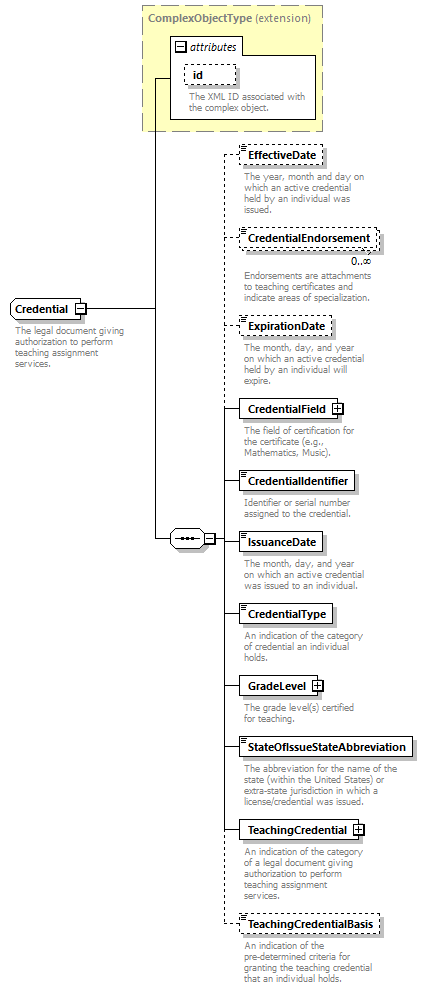 ComplexObjectType (extension)
attributes
id
The XML ID associated with
the complex object.
EffectiveDate
The year, month and day on
which an active credential
held by an individual was
issued.
CredentialEndorsement
0..∞
Endorsements are attachments
to teaching certificates and
indicate areas of specialization.
Credential
The legal document giving
authorization to perform
teaching assignment
services.
ExpirationDate
The month, day, and year
on which an active credential
held by an individual will
expire.
CredentialField
The field of certification for
the certificate (e.g.,
Mathematics, Music).
CredentialIdentifier
Identifier or serial number
assigned to the credential.
IssuanceDate
The month, day, and year
on which an active credential
was issued to an individual.
CredentialType
An indication of the category
of credential an individual
holds.
GradeLevel
The grade level(s) certified
for teaching.
StateOfIssueStateAbbreviation
The abbreviation for the name of the
state (within the United States) or
extra-state jurisdiction in which a
license/credential was issued.
TeachingCredential
An indication of the category
of a legal document giving
authorization to perform
teaching assignment
services.
TeachingCredentialBasis
An indication of the
pre-determined criteria for
granting the teaching credential
that an individual holds.